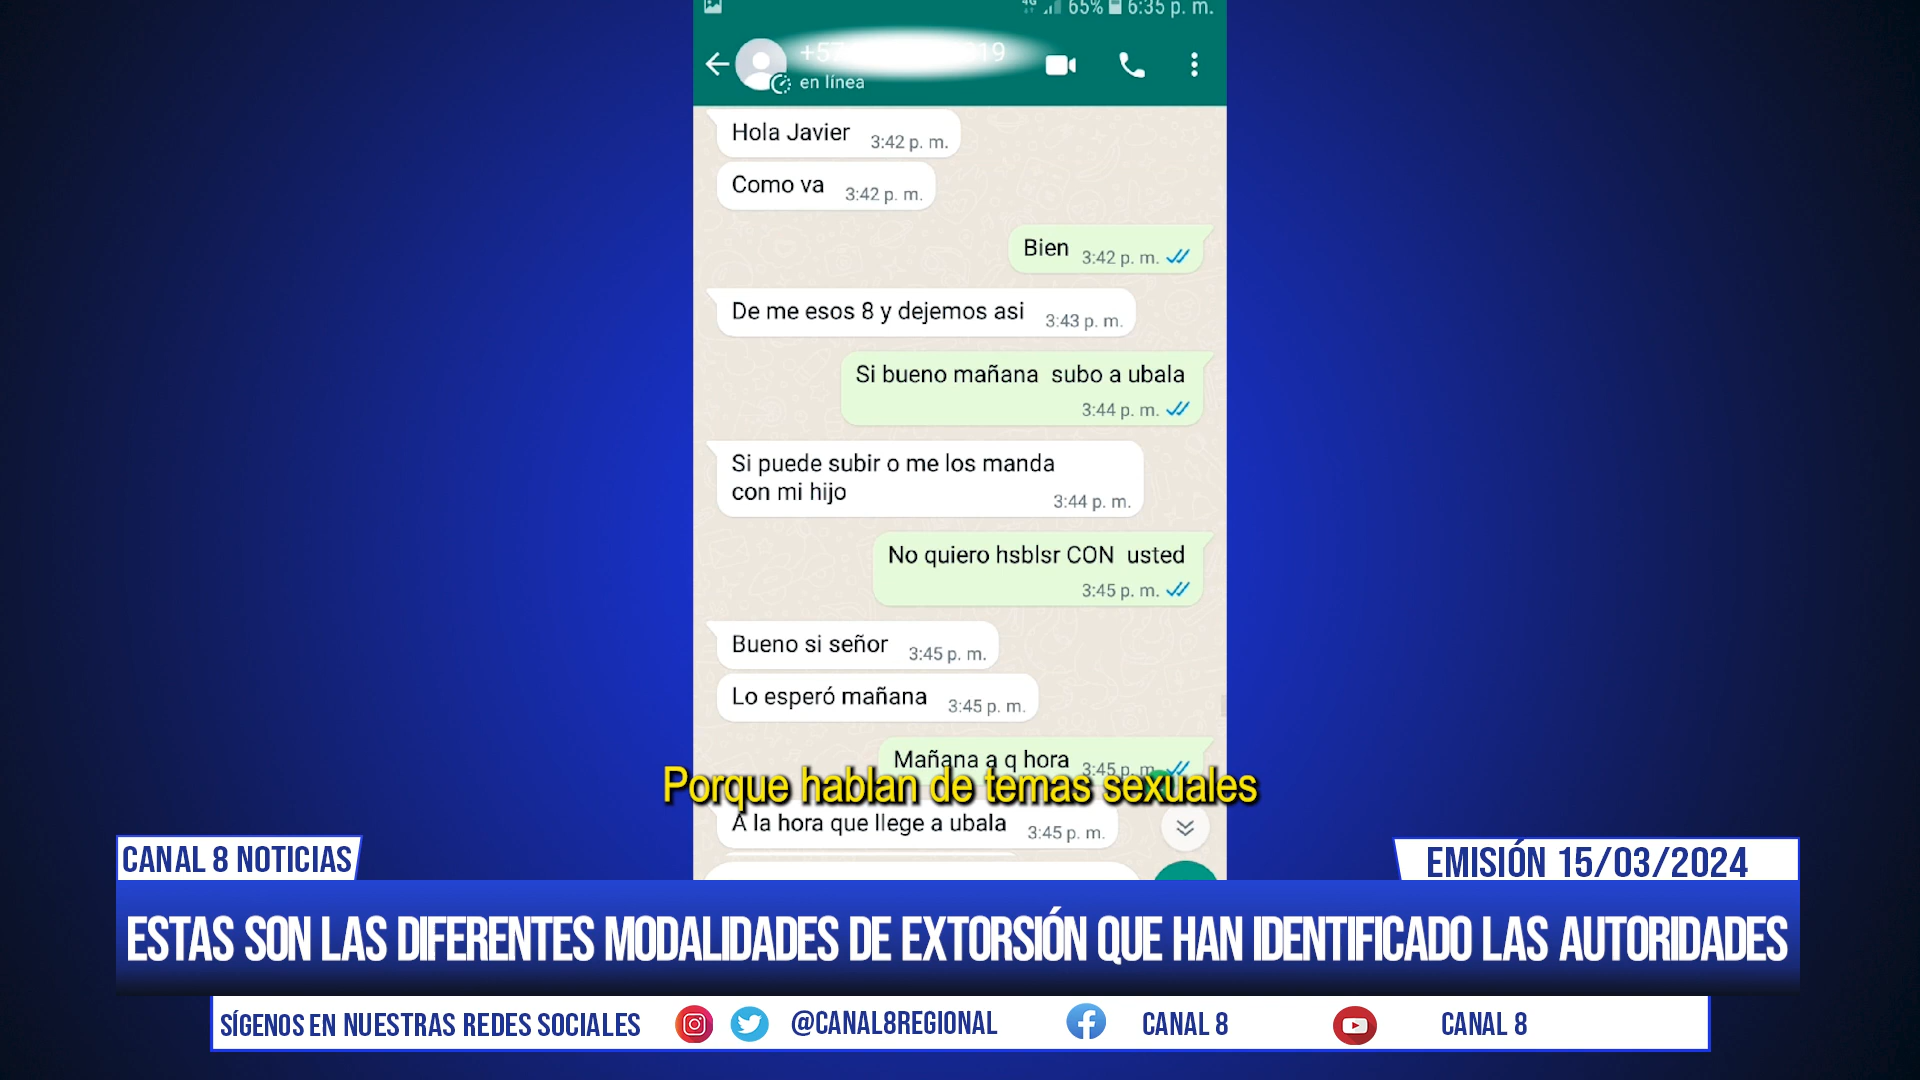 65% 6:35 p. m.
+57 19
en línea
Hola Javier 3:42 p. m.
Como va 3:42 p. m.
Bien 3:42 p. m.
De me esos 8 y dejemos asi 3:43 p. m.
Si bueno mañana subo a ubala
3:44 p. m.
Si puede subir o me los manda
con mi hijo 3:44 p. m.
No quiero hsblsr CON usted
3:45 p. m.
Bueno si señor 3:45 p. m.
Lo esperó mañana 3:45 p. m.
Mañana a q hora 3:45 p. m.
Porque hablan de temas sexuales
A la hora que llege a ubala 3:45 p. m.
CANAL 8 NOTICIAS
EMISIÓN 15/03/2024
ESTAS SON LAS DIFERENTES MODALIDADES DE EXTORSIÓN QUE HAN IDENTIFICADO LAS AUTORIDADES
SÍGENOS EN NUESTRAS REDES SOCIALES @CANAL8REGIONAL CANAL 8 CANAL 8